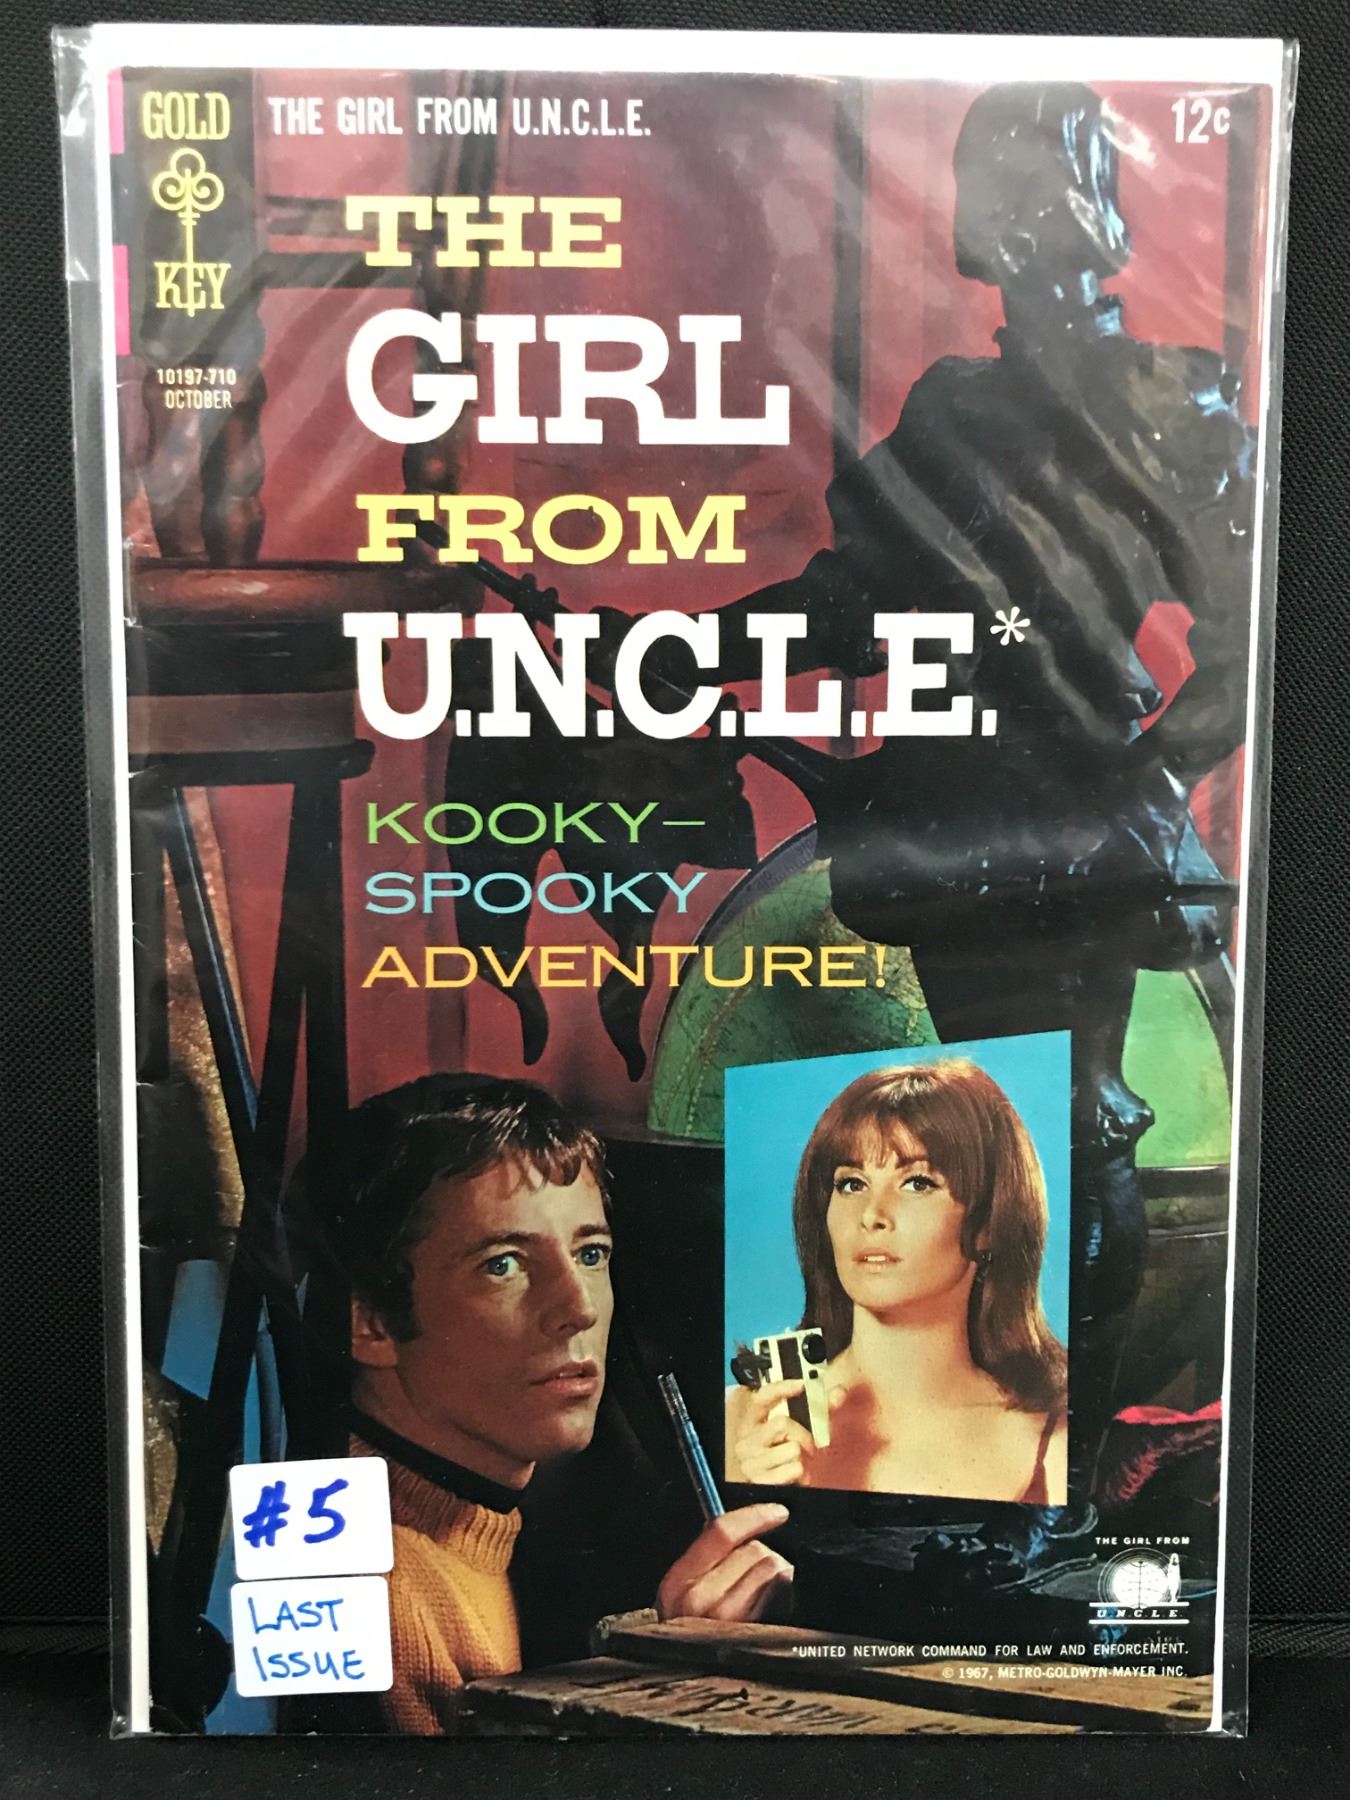 GOLD
KEY
THE GIRL FROM U.N.C.L.E.
12c
10197-710
OCTOBER
THE
GIRL
FROM
U.N.C.L.E.*
KOOKY–
SPOOKY
ADVENTURE!
#5
LAST
ISSUE
THE GIRL FROM
U.N.C.L.E.
*UNITED NETWORK COMMAND FOR LAW AND ENFORCEMENT.
© 1967, METRO-GOLDWYN-MAYER INC.